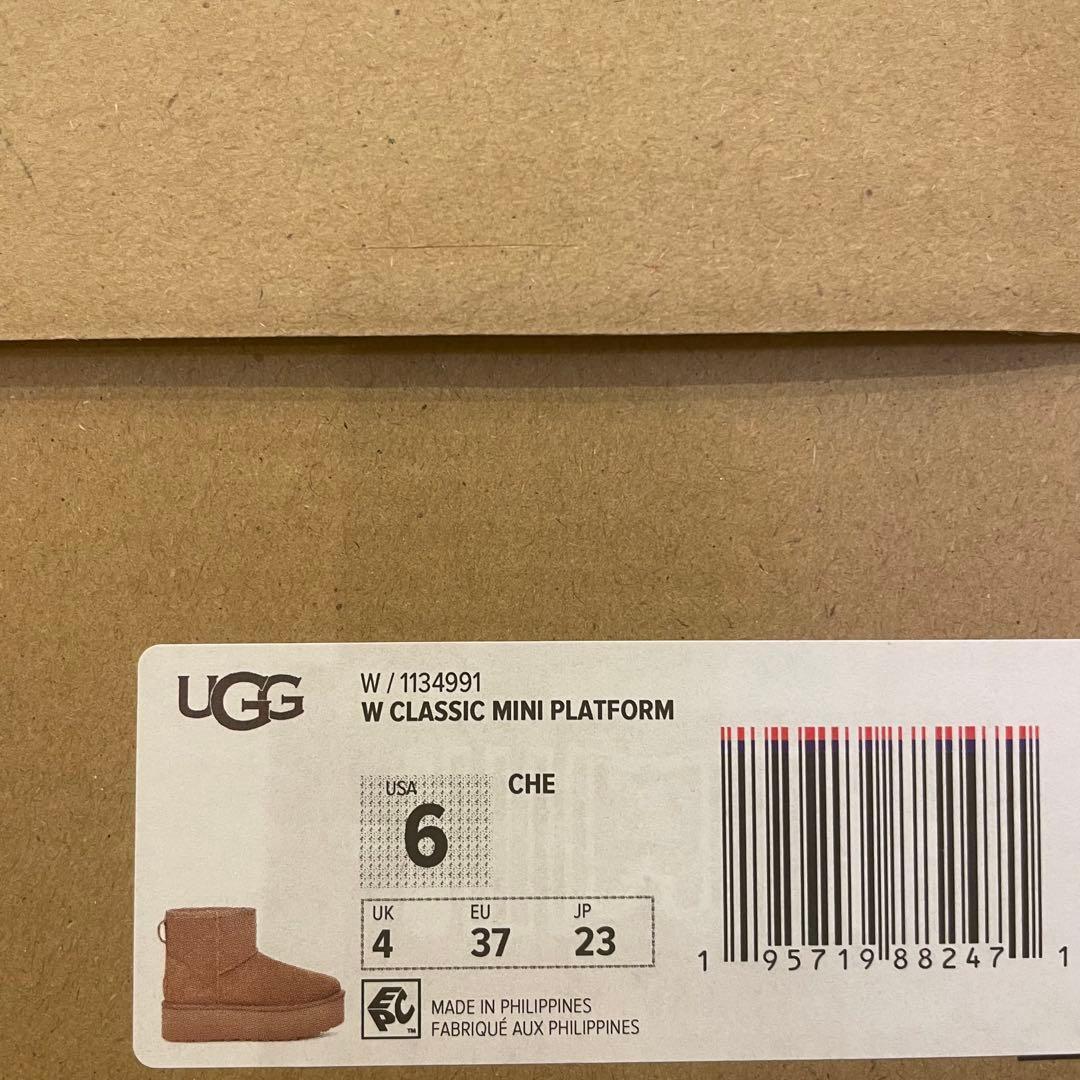 UGG
W / 1134991
W CLASSIC MINI PLATFORM
USA
6
CHE
UK EU JP
4 37 23
1 95719 88247 1
EPC™
MADE IN PHILIPPINES
FABRIQUÉ AUX PHILIPPINES